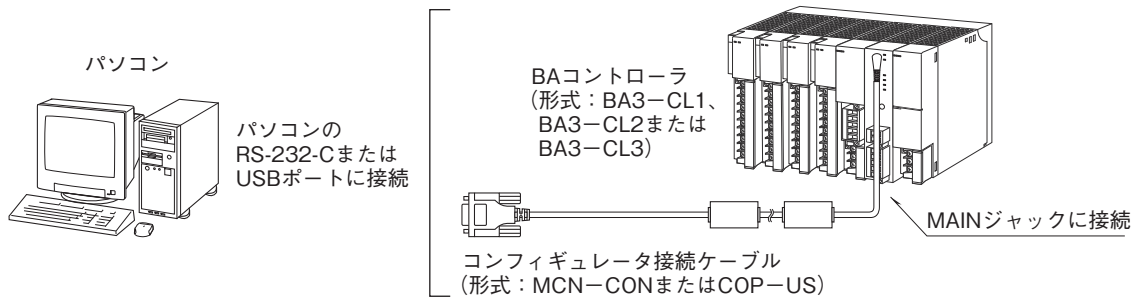 パソコン
パソコンの
RS-232-Cまたは
USBポートに接続
BAコントローラ
（形式：BA3－CL1、
BA3－CL2または
BA3－CL3）
MAINジャックに接続
コンフィギュレータ接続ケーブル
（形式：MCN－CONまたはCOP－US）